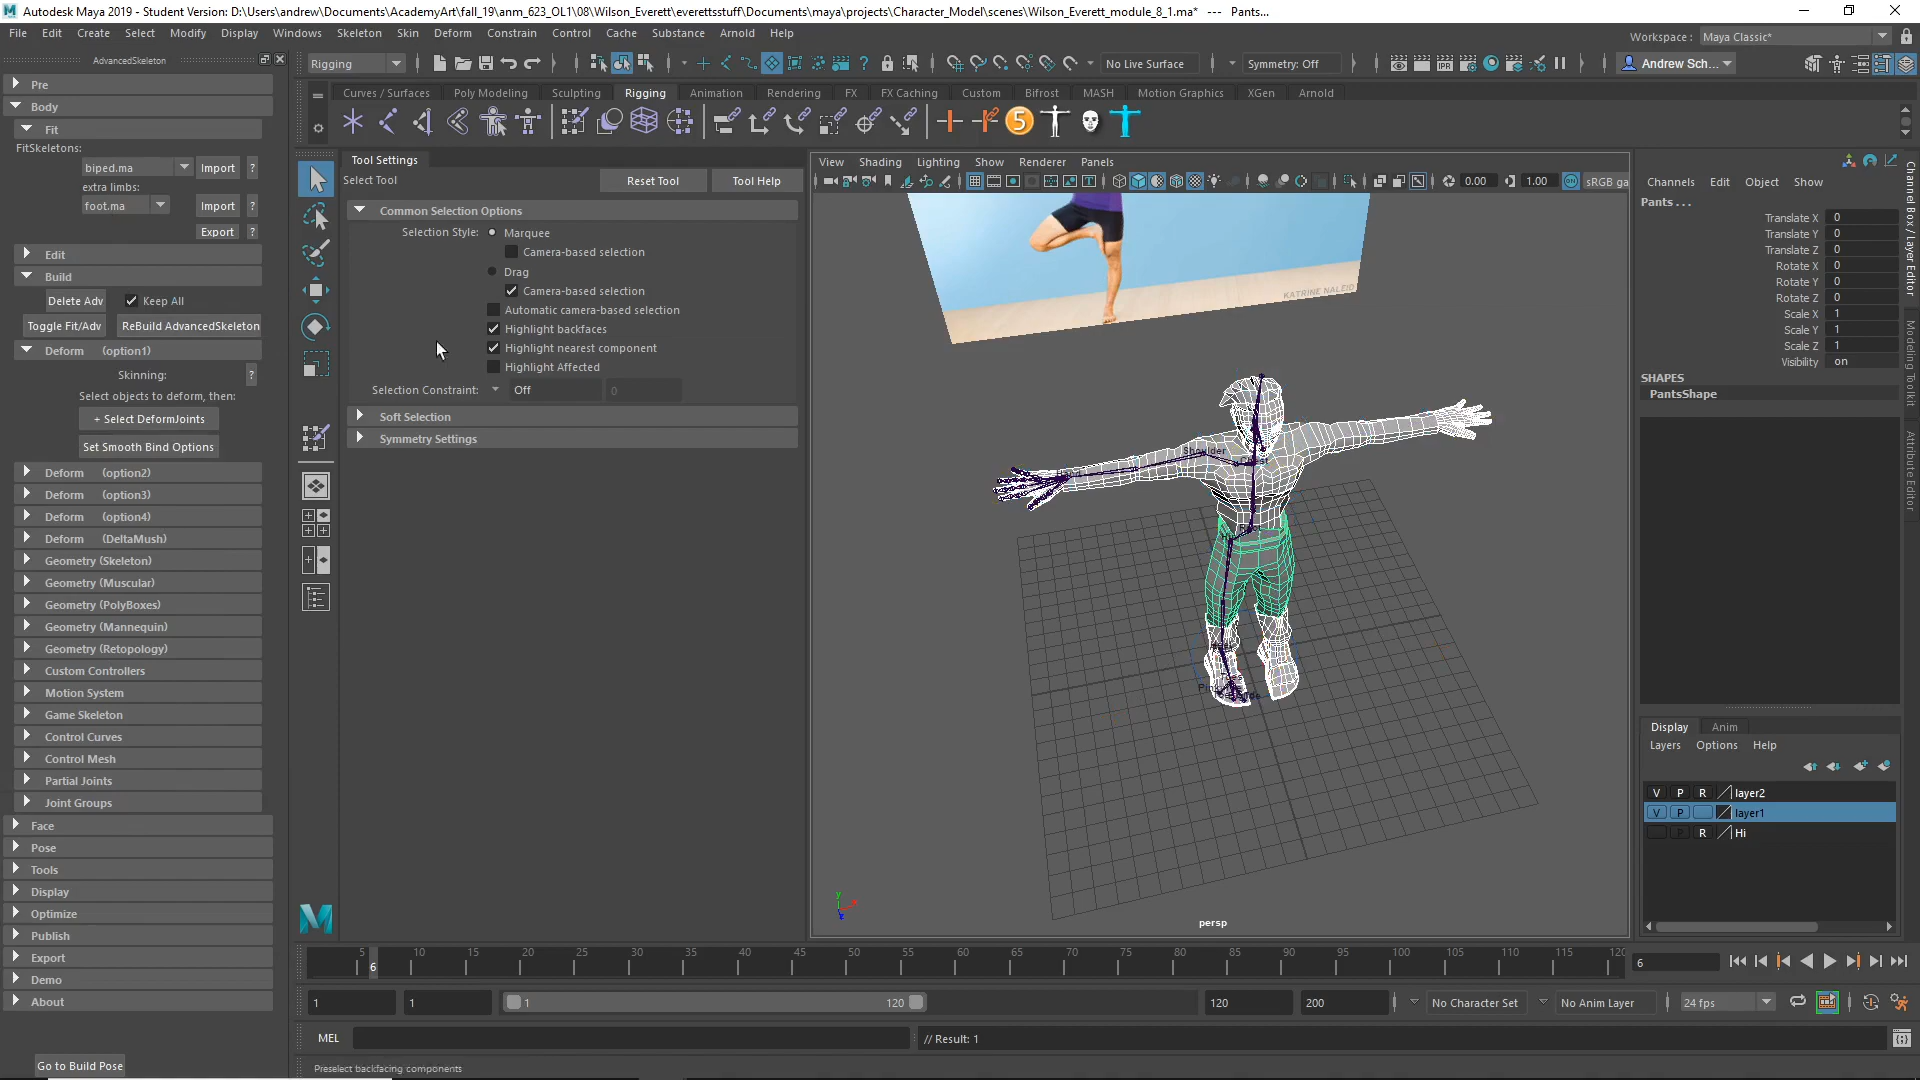 Autodesk Maya 2019 - Student Version: D:\Users\andrew\Documents\AcademyArt\fall_19\anm_623_OL1\08\Wilson_Everett\everettsstuff\Documents\maya\projects\Character_Model\scenes\Wilson_Everett_module_8_1.ma* --- Pants...
File Edit Create Select Modify Display Windows Skeleton Skin Deform Constrain Control Cache Substance Arnold Help
Workspace : Maya Classic*
AdvancedSkeleton
Rigging
No Live Surface
Symmetry: Off
Andrew Sch...
Curves / Surfaces Poly Modeling Sculpting Rigging Animation Rendering FX FX Caching Custom Bifrost MASH Motion Graphics XGen Arnold
Pre
Body
Fit
FitSkeletons:
biped.ma Import ?
extra limbs:
foot.ma Import ?
Export ?
Edit
Build
Delete Adv Keep All
Toggle Fit/Adv ReBuild AdvancedSkeleton
Deform (option1)
Skinning: ?
Select objects to deform, then:
+ Select DeformJoints
Set Smooth Bind Options
Deform (option2)
Deform (option3)
Deform (option4)
Deform (DeltaMush)
Geometry (Skeleton)
Geometry (Muscular)
Geometry (PolyBoxes)
Geometry (Mannequin)
Geometry (Retopology)
Custom Controllers
Motion System
Game Skeleton
Control Curves
Control Mesh
Partial Joints
Joint Groups
Face
Pose
Tools
Display
Optimize
Publish
Export
Demo
About
Go to Build Pose
Tool Settings
Select Tool Reset Tool Tool Help
Common Selection Options
Selection Style: Marquee
Camera-based selection
Drag
Camera-based selection
Automatic camera-based selection
Highlight backfaces
Highlight nearest component
Highlight Affected
Selection Constraint: Off 0
Soft Selection
Symmetry Settings
View Shading Lighting Show Renderer Panels
0.00 1.00 sRGB ga
KATRINE NALEID
Shoulder
Chest
persp
Channels Edit Object Show
Pants . . .
Translate X 0
Translate Y 0
Translate Z 0
Rotate X 0
Rotate Y 0
Rotate Z 0
Scale X 1
Scale Y 1
Scale Z 1
Visibility on
SHAPES
PantsShape
Channel Box / Layer Editor
Modeling Toolkit
Attribute Editor
Display Anim
Layers Options Help
V P R layer2
V P layer1
P R Hi
5 10 15 20 25 30 35 40 45 50 55 60 65 70 75 80 85 90 95 100 105 110 115 120
6
6
1 1 1 120 120 200 No Character Set No Anim Layer 24 fps
MEL // Result: 1
Preselect backfacing components